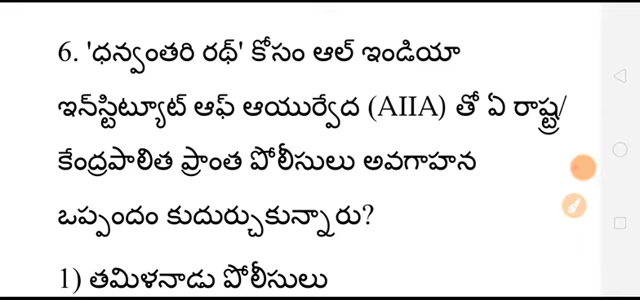 6. 'ధన్వంతరి రథ్' కోసం ఆల్ ఇండియా
ఇన్‌స్టిట్యూట్ ఆఫ్ ఆయుర్వేద (AIIA) తో ఏ రాష్ట్ర/
కేంద్రపాలిత ప్రాంత పోలీసులు అవగాహన
ఒప్పందం కుదుర్చుకున్నారు?
1) తమిళనాడు పోలీసులు